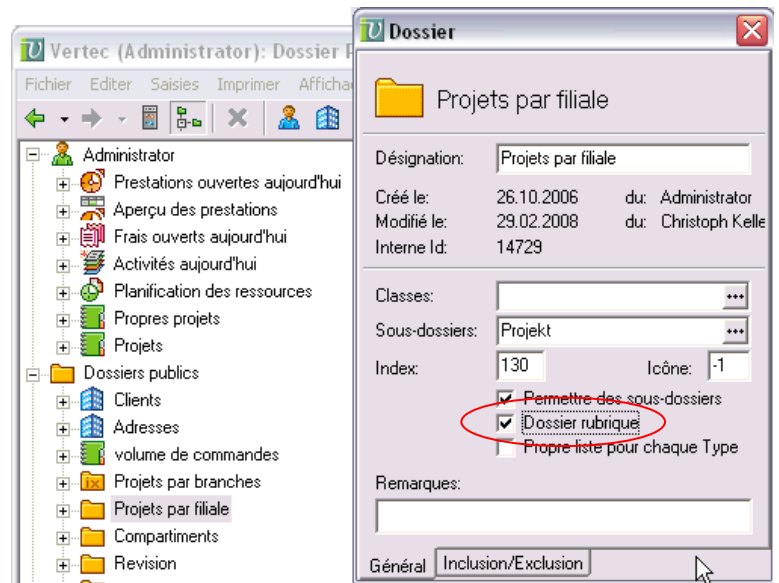 Vertec (Administrator): Dossier P
Fichier Editer Saisies Imprimer Afficha
Administrator
Prestations ouvertes aujourd'hui
Aperçu des prestations
Frais ouverts aujourd'hui
Activités aujourd'hui
Planification des ressources
Propres projets
Projets
Dossiers publics
Clients
Adresses
volume de commandes
Projets par branches
Projets par filiale
Compartiments
Revision
Dossier
Projets par filiale
Désignation: Projets par filiale
Créé le: 26.10.2006 du: Administrator
Modifié le: 29.02.2008 du: Christoph Kelle
Interne Id: 14729
Classes:
Sous-dossiers: Projekt
Index: 130 Icône: -1
Permettre des sous-dossiers
Dossier rubrique
Propre liste pour chaque Type
Remarques:
Général Inclusion/Exclusion